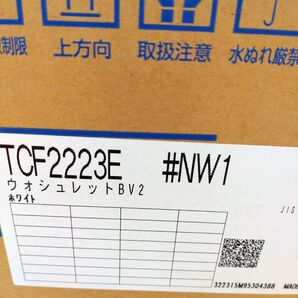 制限
上方向
取扱注意
水ぬれ厳禁
TCF2223E #NW1
ウォシュレットBV2
ホワイト
JIS
322315M95304388 MADE